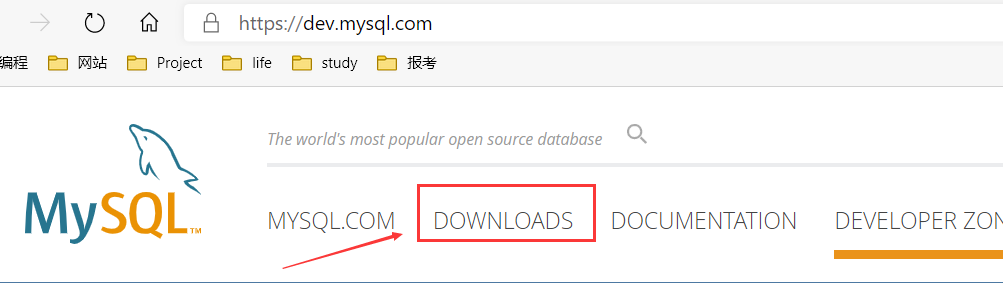 https://dev.mysql.com
编程 网站 Project life study 报考
The world's most popular open source database
MySQL™
MYSQL.COM DOWNLOADS DOCUMENTATION DEVELOPER ZON